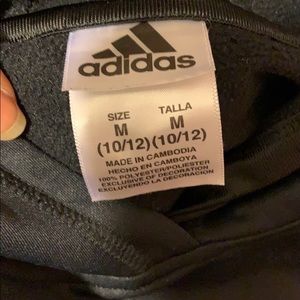 adidas
SIZE TALLA
M M
(10/12) (10/12)
MADE IN CAMBODIA
HECHO EN CAMBOYA
100% POLYESTER/POLIESTER
EXCLUSIVE OF DECORATION
EXCLUYENDO LA DECORACION